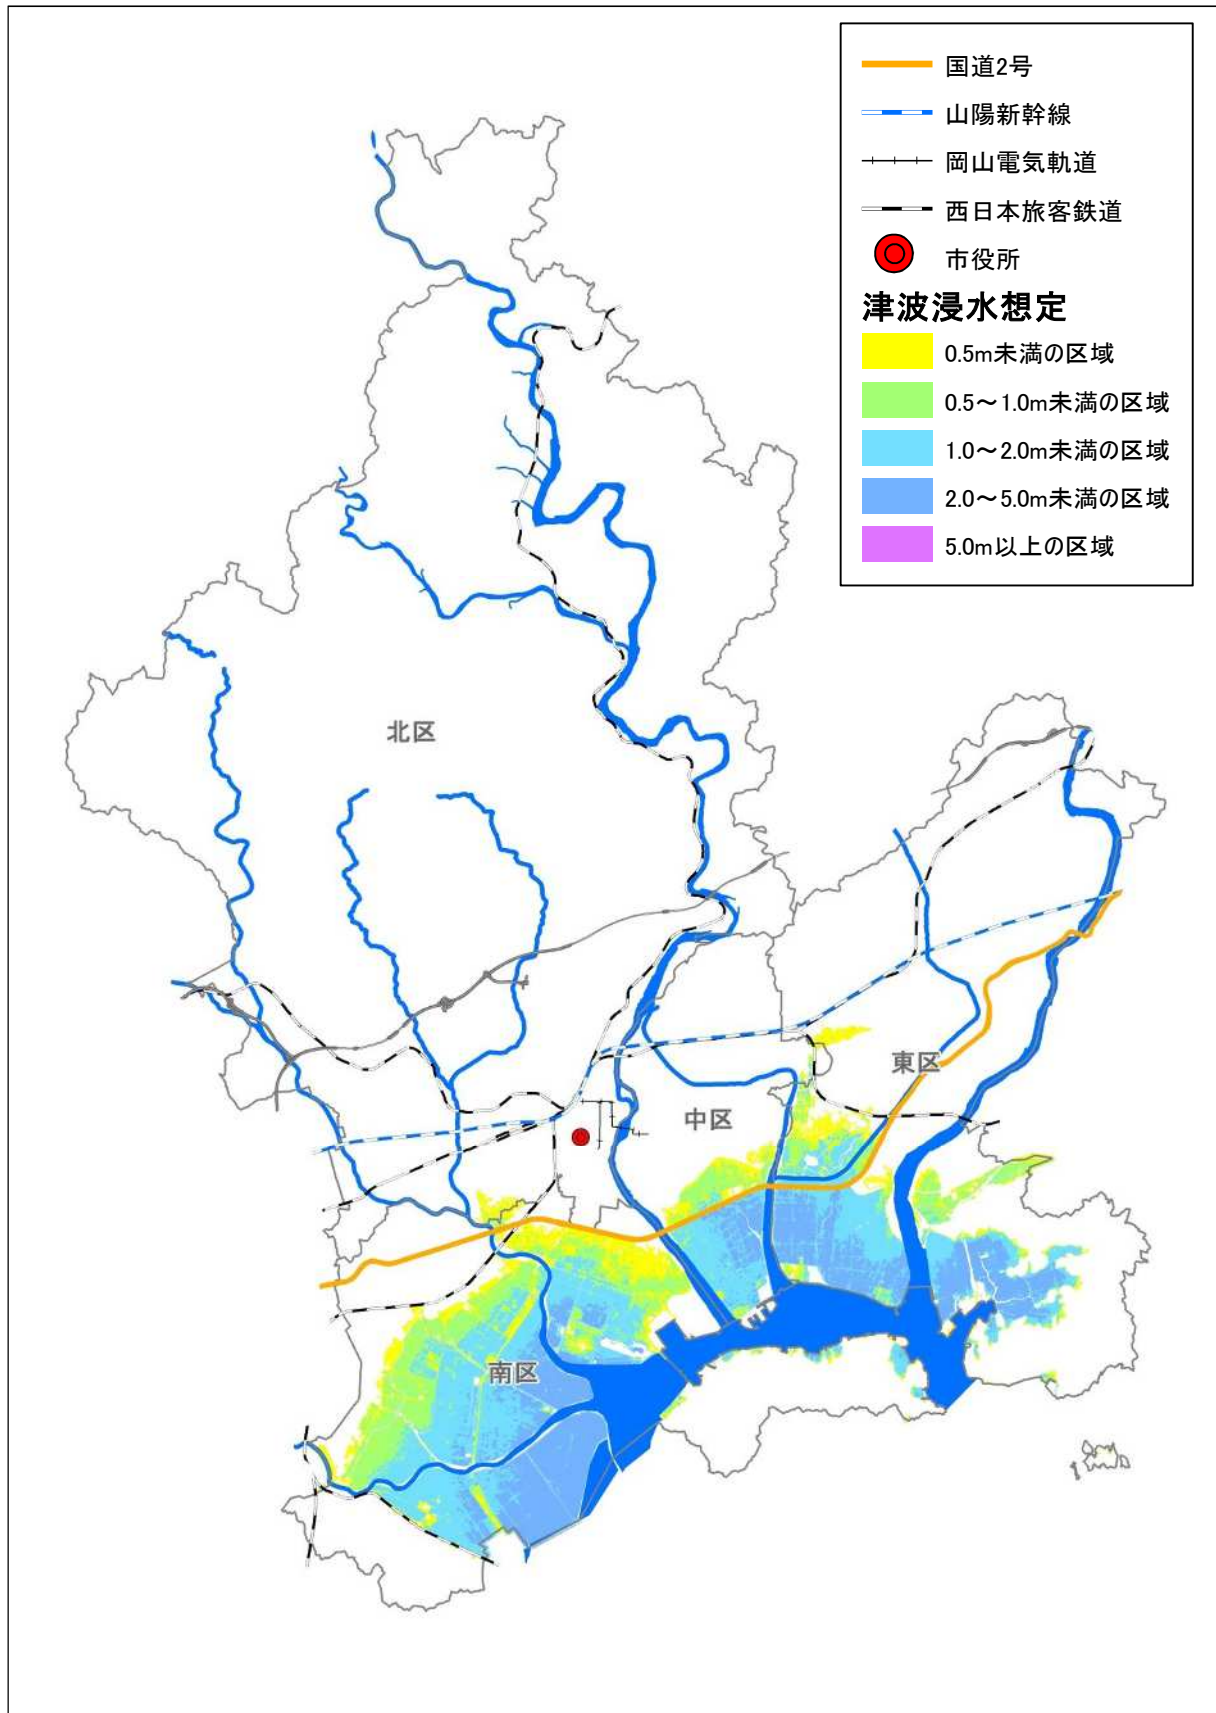 国道2号
山陽新幹線
岡山電気軌道
西日本旅客鉄道
市役所
津波浸水想定
0.5m未満の区域
0.5～1.0m未満の区域
1.0～2.0m未満の区域
2.0～5.0m未満の区域
5.0m以上の区域
北区
東区
中区
南区